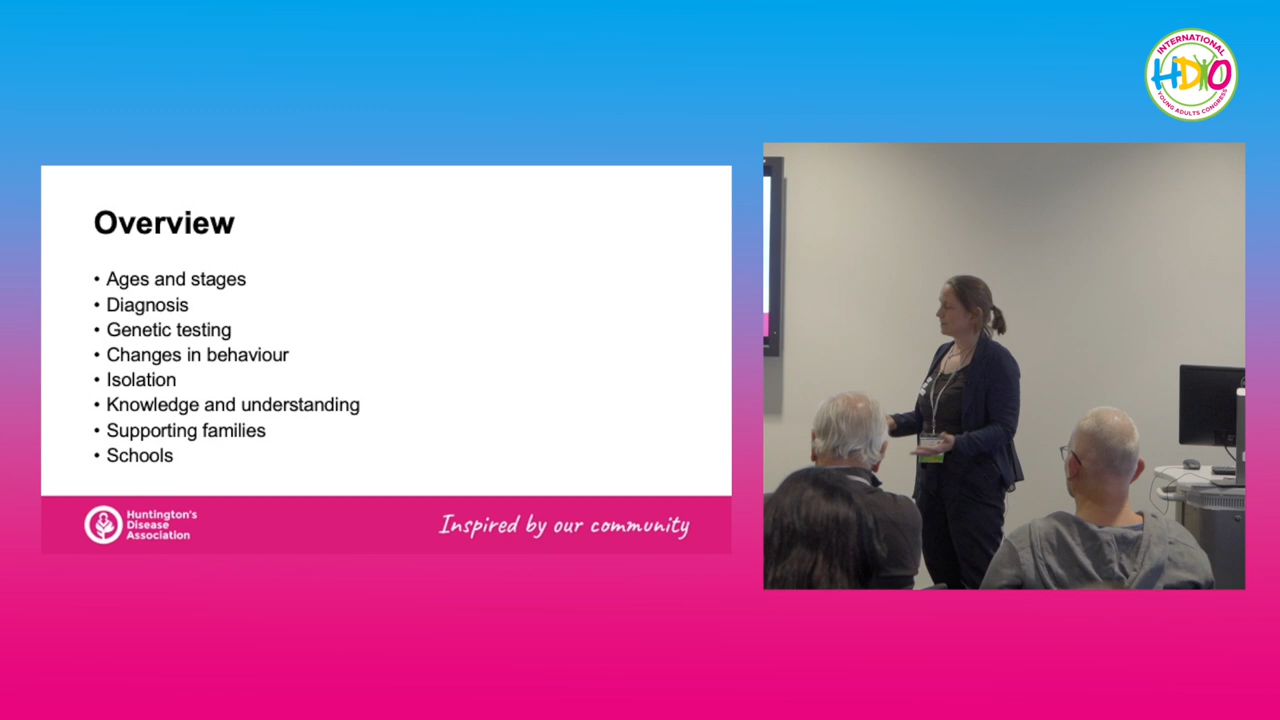 INTERNATIONAL
HDYO
YOUNG ADULTS CONGRESS
Overview
• Ages and stages
• Diagnosis
• Genetic testing
• Changes in behaviour
• Isolation
• Knowledge and understanding
• Supporting families
• Schools
Huntington's
Disease
Association
Inspired by our community